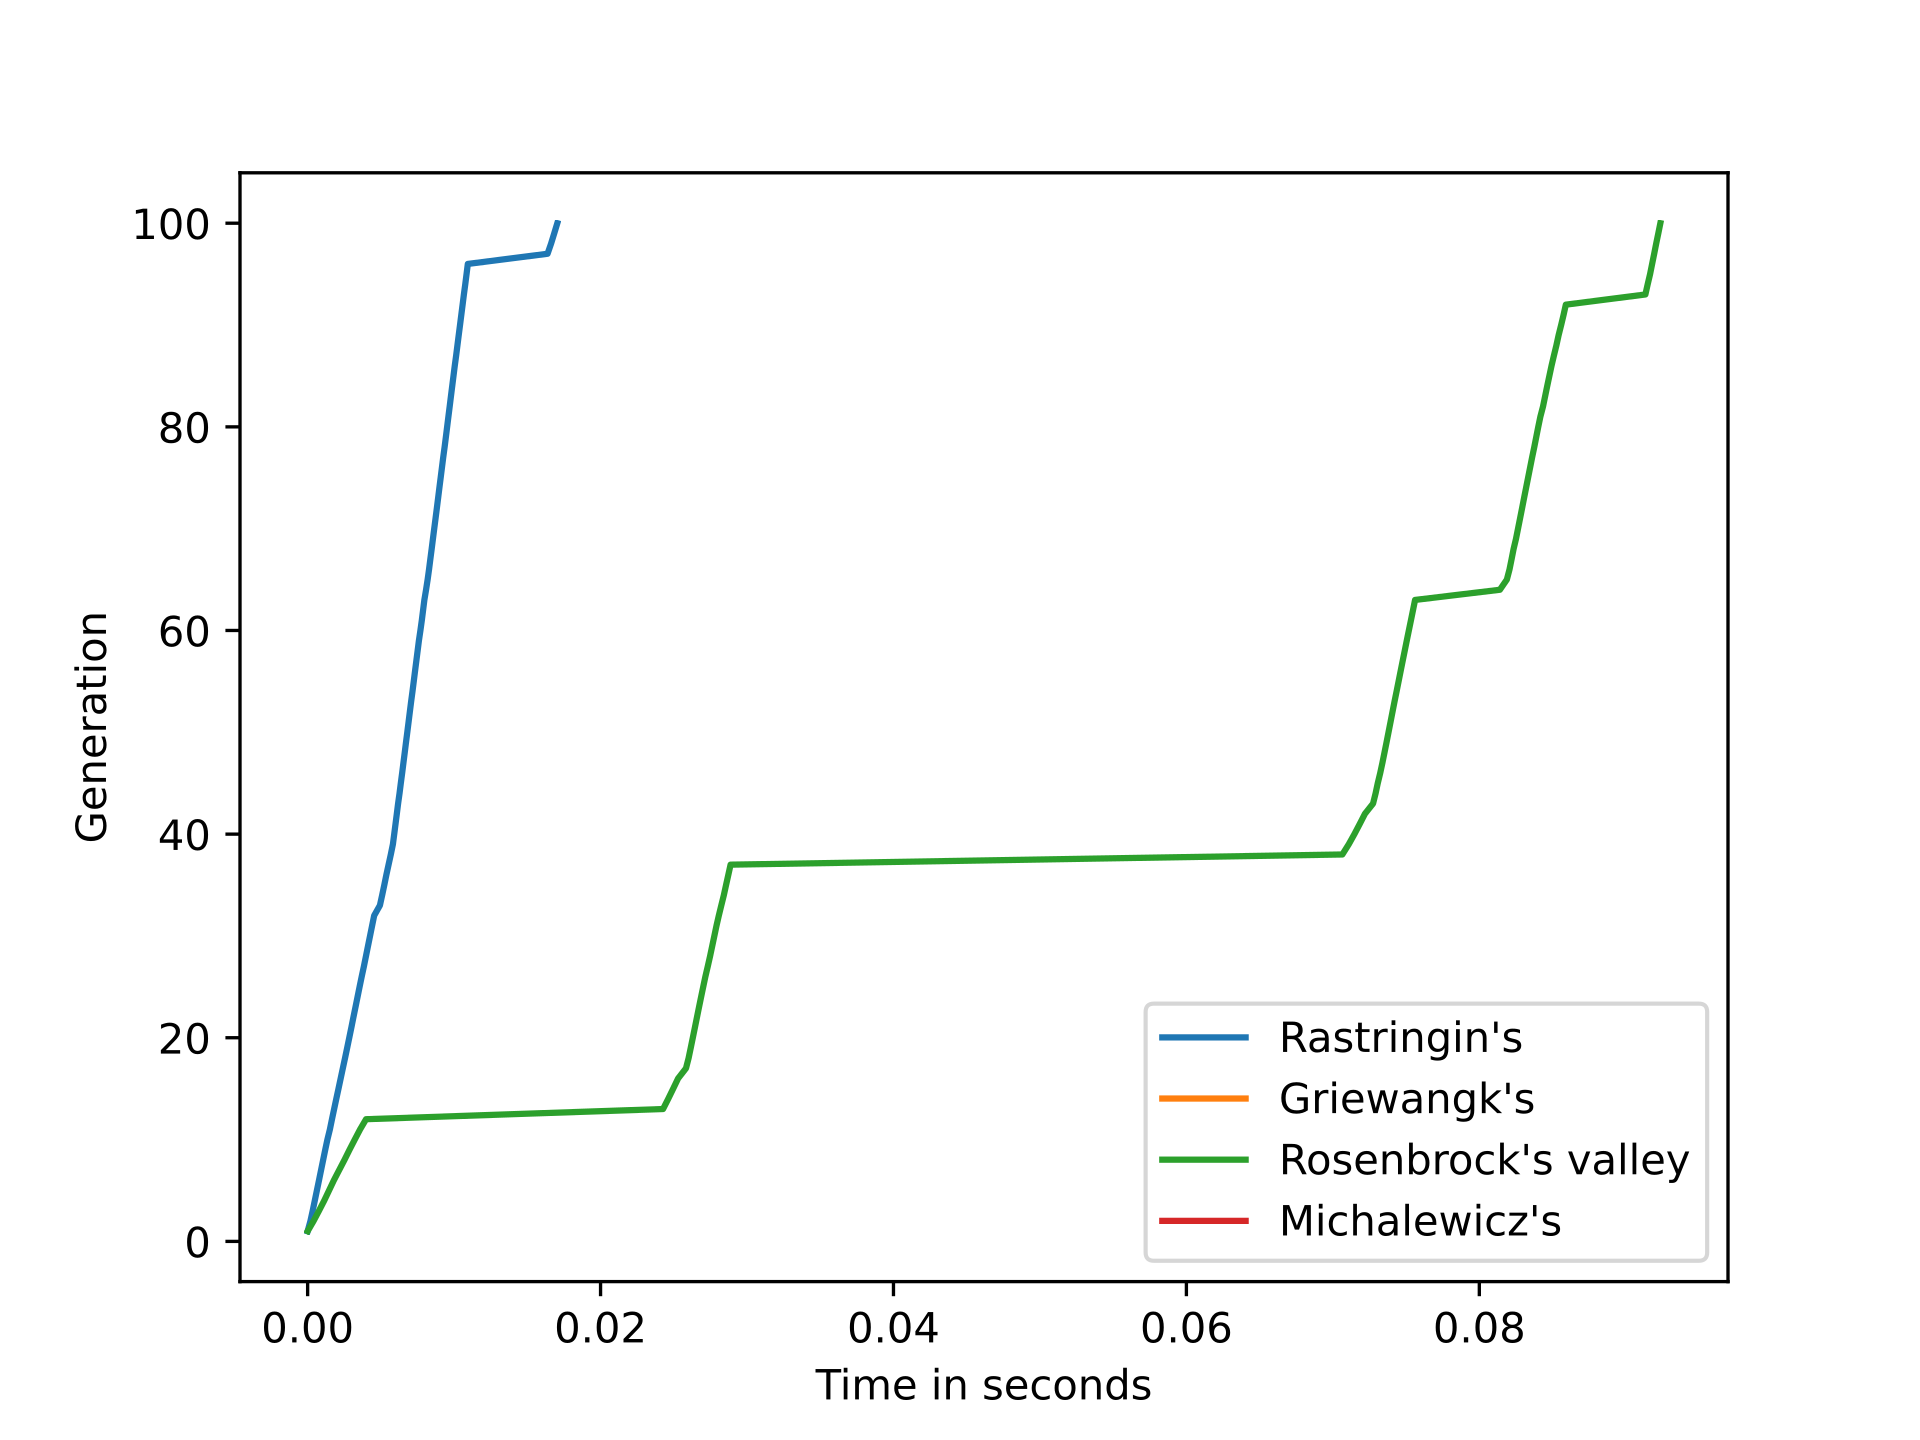 100
80
60
40
20
0
Generation
0.00 0.02 0.04 0.06 0.08
Time in seconds
Rastringin's
Griewangk's
Rosenbrock's valley
Michalewicz's